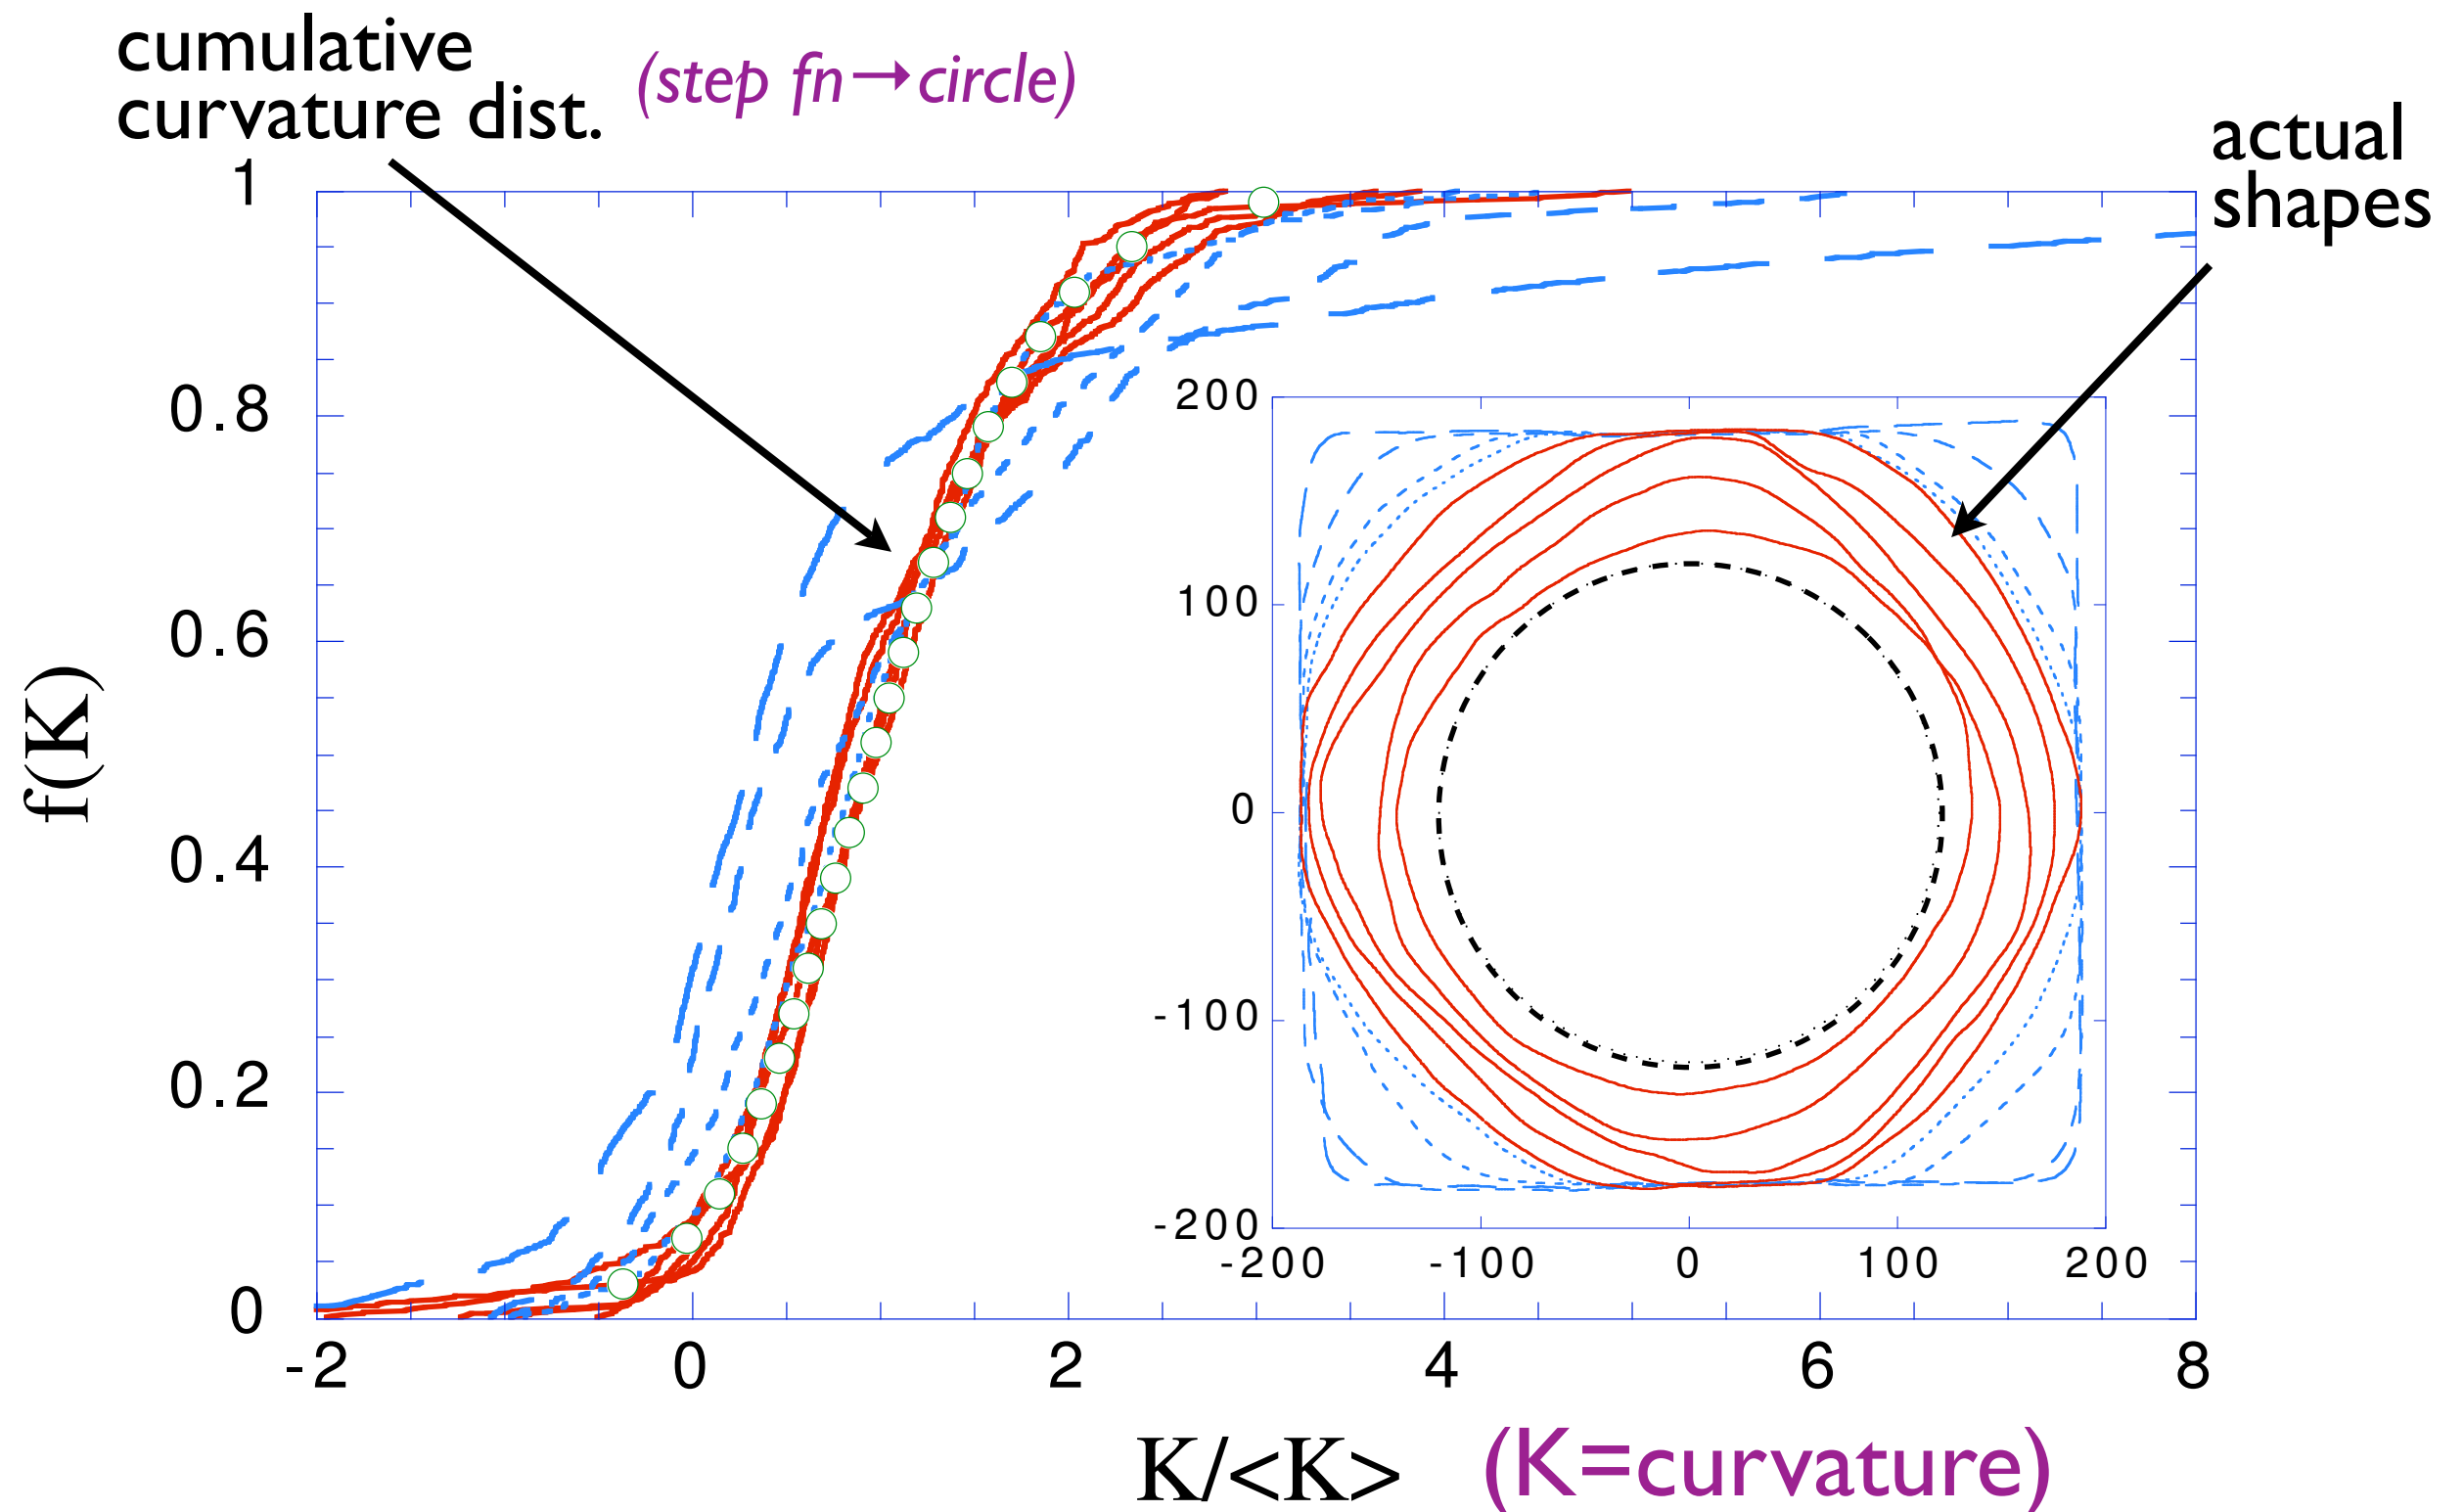 cumulative
curvature dist.
(step fn→circle)
actual
shapes
1
0.8
0.6
0.4
0.2
0
f(K)
-2
0
2
4
6
8
K/<K>
(K=curvature)
200
100
0
-100
-200
-200
-100
0
100
200